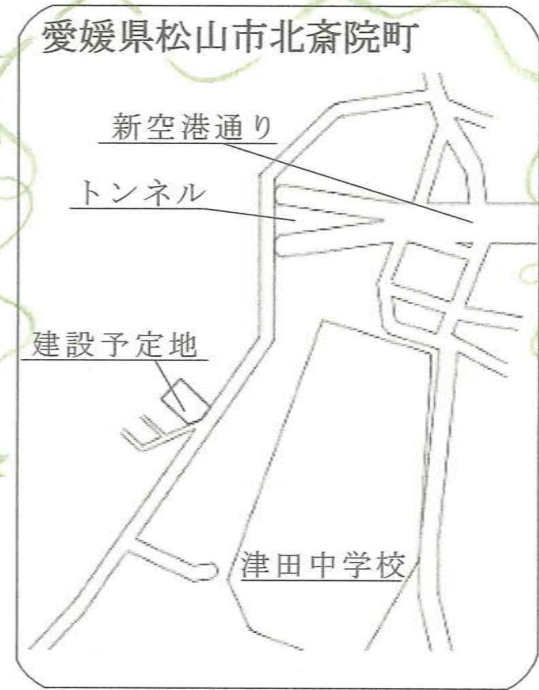 愛媛県松山市北斎院町
新空港通り
トンネル
建設予定地
津田中学校